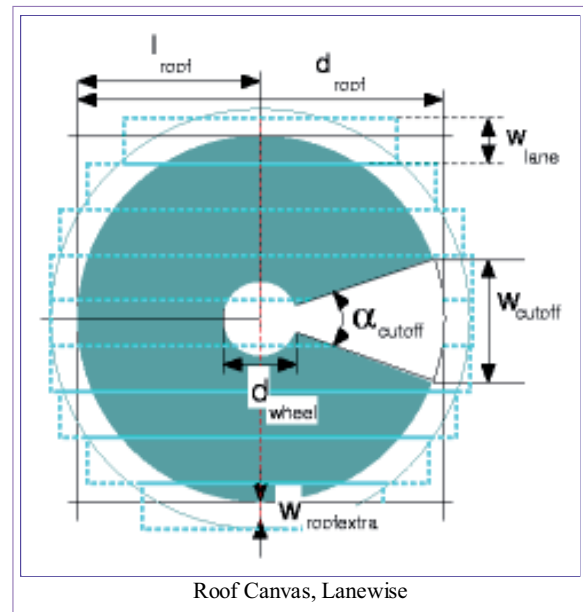 l roof
d roof
w lane
w cutoff
α cutoff
d wheel
w roofextra
Roof Canvas, Lanewise